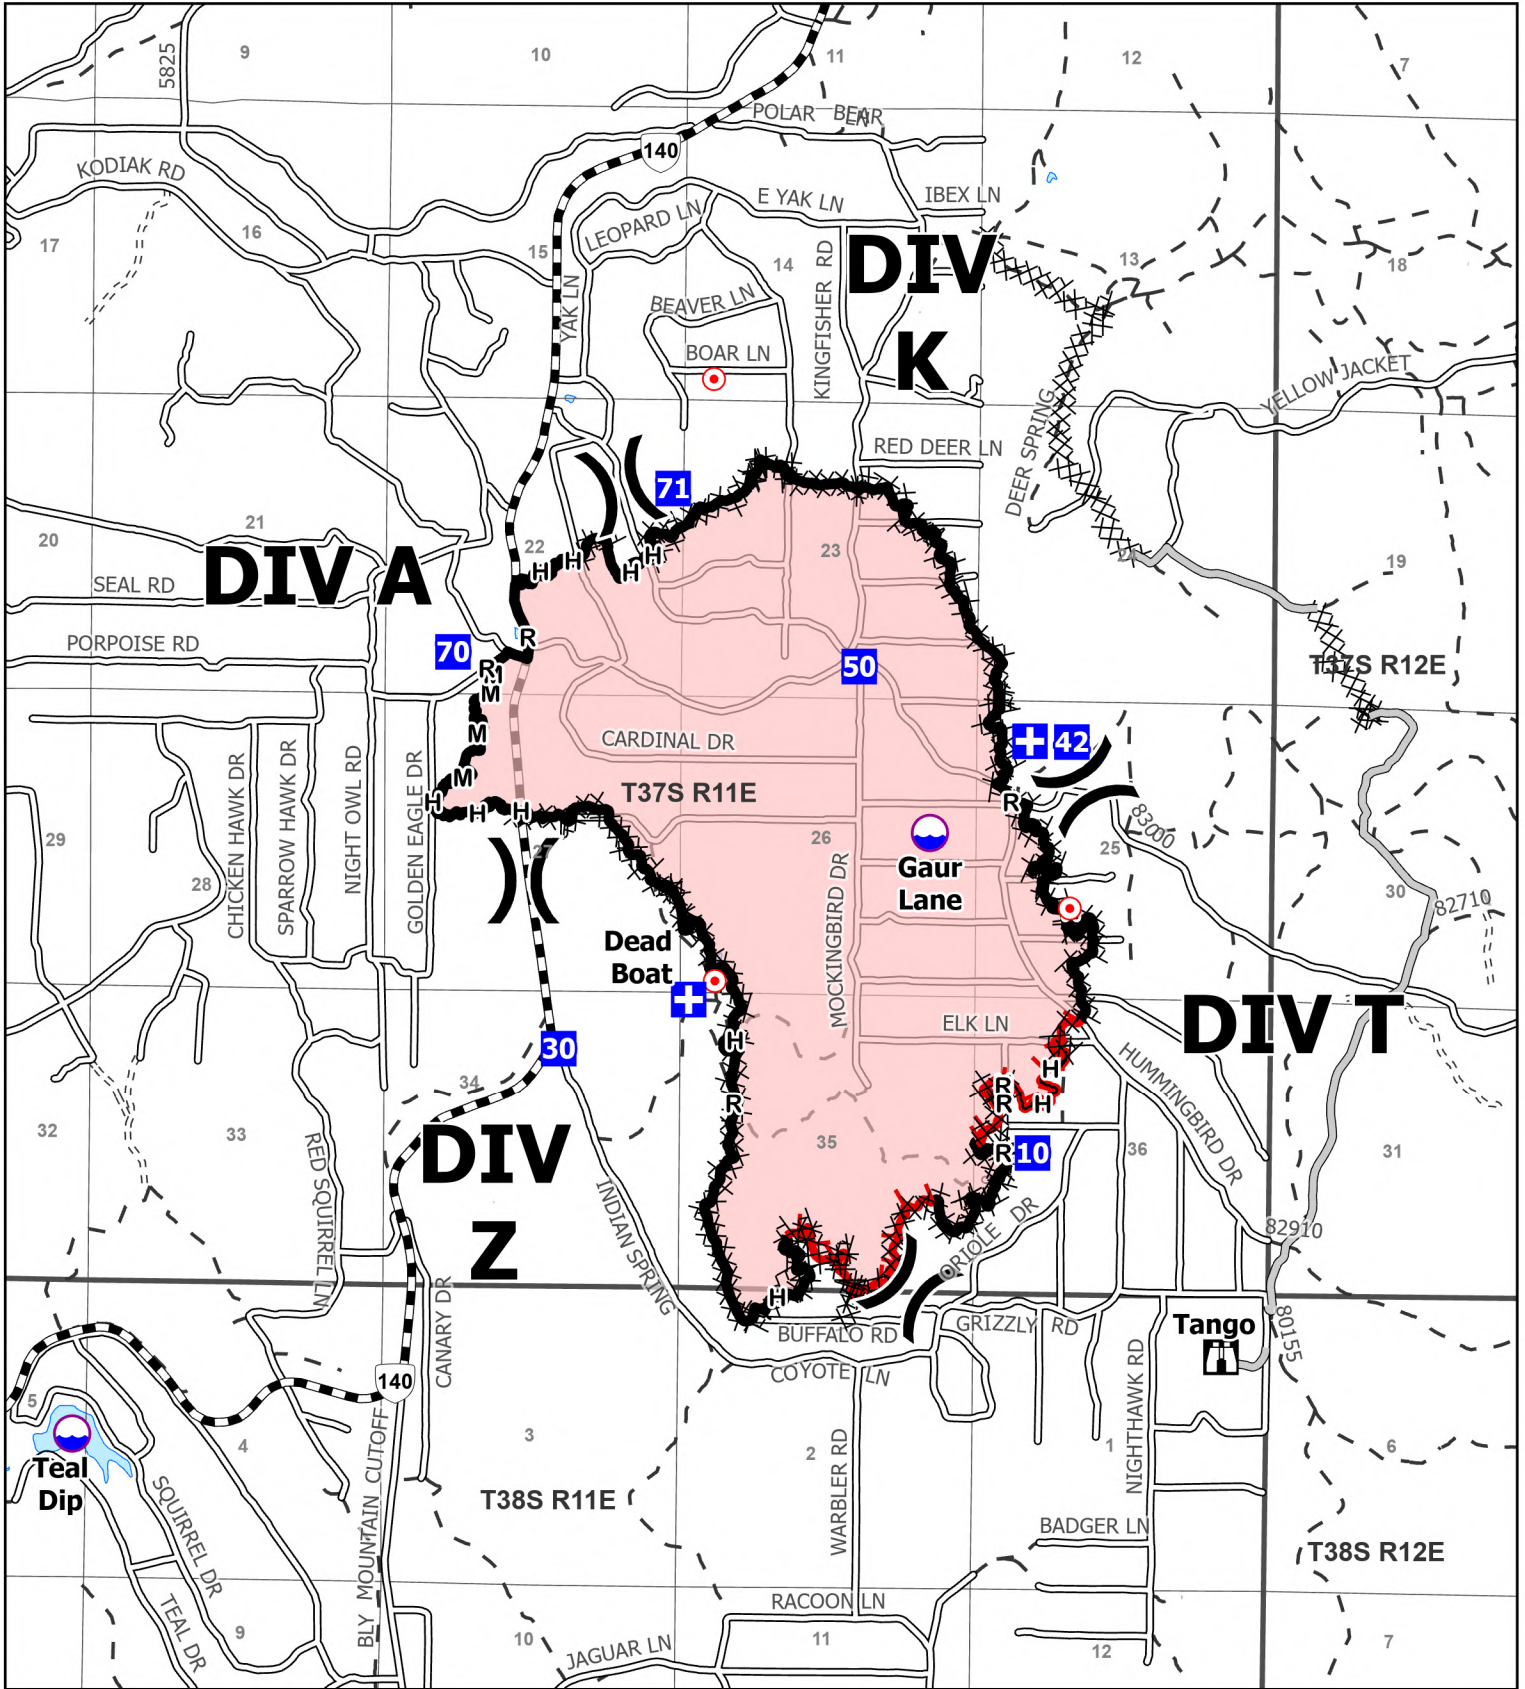 9
10
11
12
7
5825
POLAR BEAR
LN
140
KODIAK RD
17
16
15
LEOPARD LN
E YAK LN
IBEX LN
14
13
18
DIV
K
YAK LN
BEAVER LN
KINGFISHER RD
BOAR LN
YELLOW JACKET
DEER SPRING
RED DEER LN
71
20
21
22
23
24
19
DIV A
H
H
H
H
SEAL RD
PORPOISE RD
70
R
R
M
M
M
M
50
T37S R12E
CARDINAL DR
42
T37S R11E
H
H
H
R
CHICKEN HAWK DR
SPARROW HAWK DR
NIGHT OWL RD
GOLDEN EAGLE DR
29
28
27
26
25
30
83000
82710
Gaur
Lane
MOCKINGBIRD DR
Dead
Boat
ELK LN
DIV T
30
H
R
H
H
R
R
R
10
HUMMINGBIRD DR
32
33
34
35
36
31
DIV
Z
RED SQUIRREL LN
INDIAN SPRING
ORIOLE DR
82910
H
CANARY DR
BUFFALO RD
GRIZZLY RD
COYOTE LN
Tango
80155
NIGHTHAWK RD
140
5
4
3
2
1
6
Teal
Dip
SQUIRREL DR
BLY MOUNTAIN CUTOFF
T38S R11E
WARBLER RD
BADGER LN
T38S R12E
TEAL DR
RACOON LN
JAGUAR LN
9
10
11
12
7